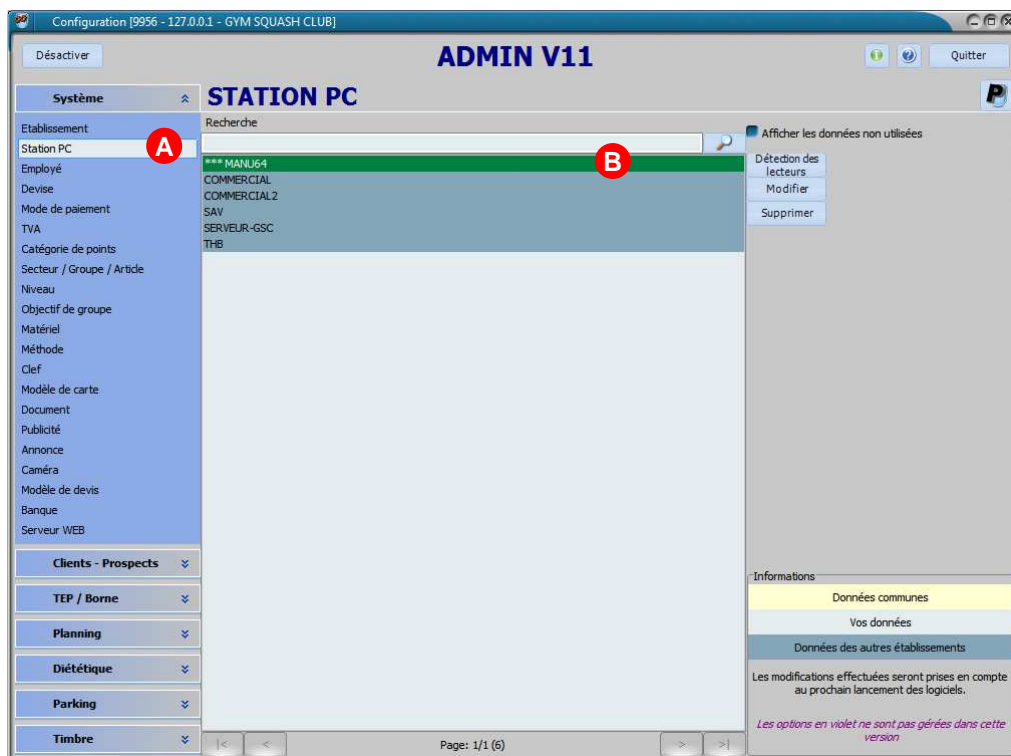 Configuration [9956 - 127.0.0.1 - GYM SQUASH CLUB]
Désactiver
ADMIN V11
Quitter
Système
STATION PC
Etablissement
Station PC
Employé
Devise
Mode de paiement
TVA
Catégorie de points
Secteur / Groupe / Article
Niveau
Objectif de groupe
Matériel
Méthode
Clef
Modèle de carte
Document
Publicité
Annonce
Caméra
Modèle de devis
Banque
Serveur WEB
Clients - Prospects
TEP / Borne
Planning
Diététique
Parking
Timbre
A
Recherche
B
*** MANU64
COMMERCIAL
COMMERCIAL2
SAV
SERVEUR-GSC
THB
|<
<
Page: 1/1 (6)
>
>|
Afficher les données non utilisées
Détection des
lecteurs
Modifier
Supprimer
Informations
Données communes
Vos données
Données des autres établissements
Les modifications effectuées seront prises en compte
au prochain lancement des logiciels.
Les options en violet ne sont pas gérées dans cette
version